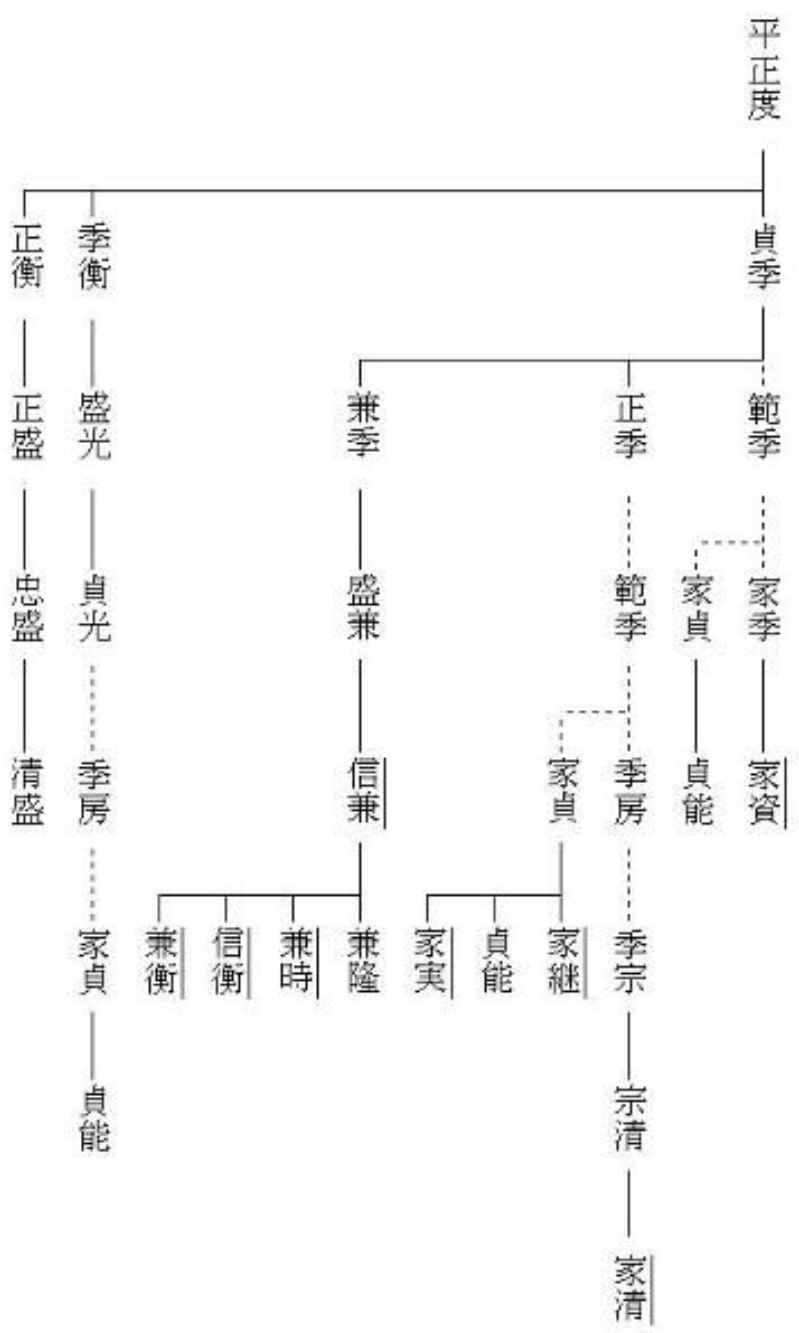 平正度
貞季
範季
家季
家資
家貞
貞能
正季
範季
季房
季宗
宗清
家清
家貞
家継
貞能
家実
兼季
盛兼
信兼
兼隆
兼時
信衡
兼衡
季衡
盛光
貞光
季房
家貞
貞能
正衡
正盛
忠盛
清盛